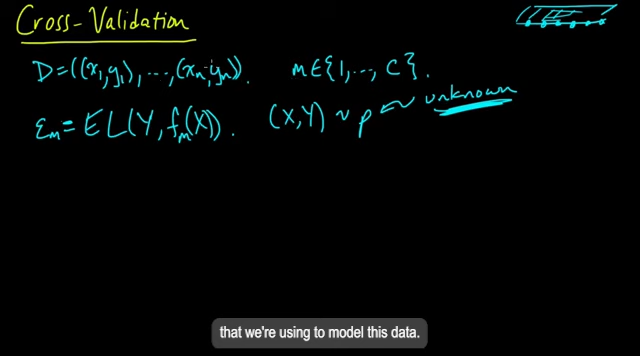 Cross-Validation
D=((x₁,y₁),...,(xₙ,yₙ)). m∈{1,...,C}.
εₘ = E L(Y, fₘ(X)). (X,Y) ~ p ← unknown
that we're using to model this data.